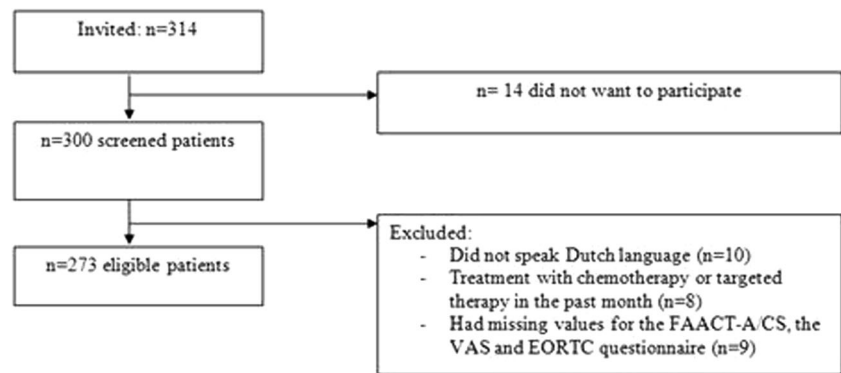 Invited: n=314
n= 14 did not want to participate
n=300 screened patients
n=273 eligible patients
Excluded:
- Did not speak Dutch language (n=10)
- Treatment with chemotherapy or targeted
therapy in the past month (n=8)
- Had missing values for the FAACT-A/CS, the
VAS and EORTC questionnaire (n=9)